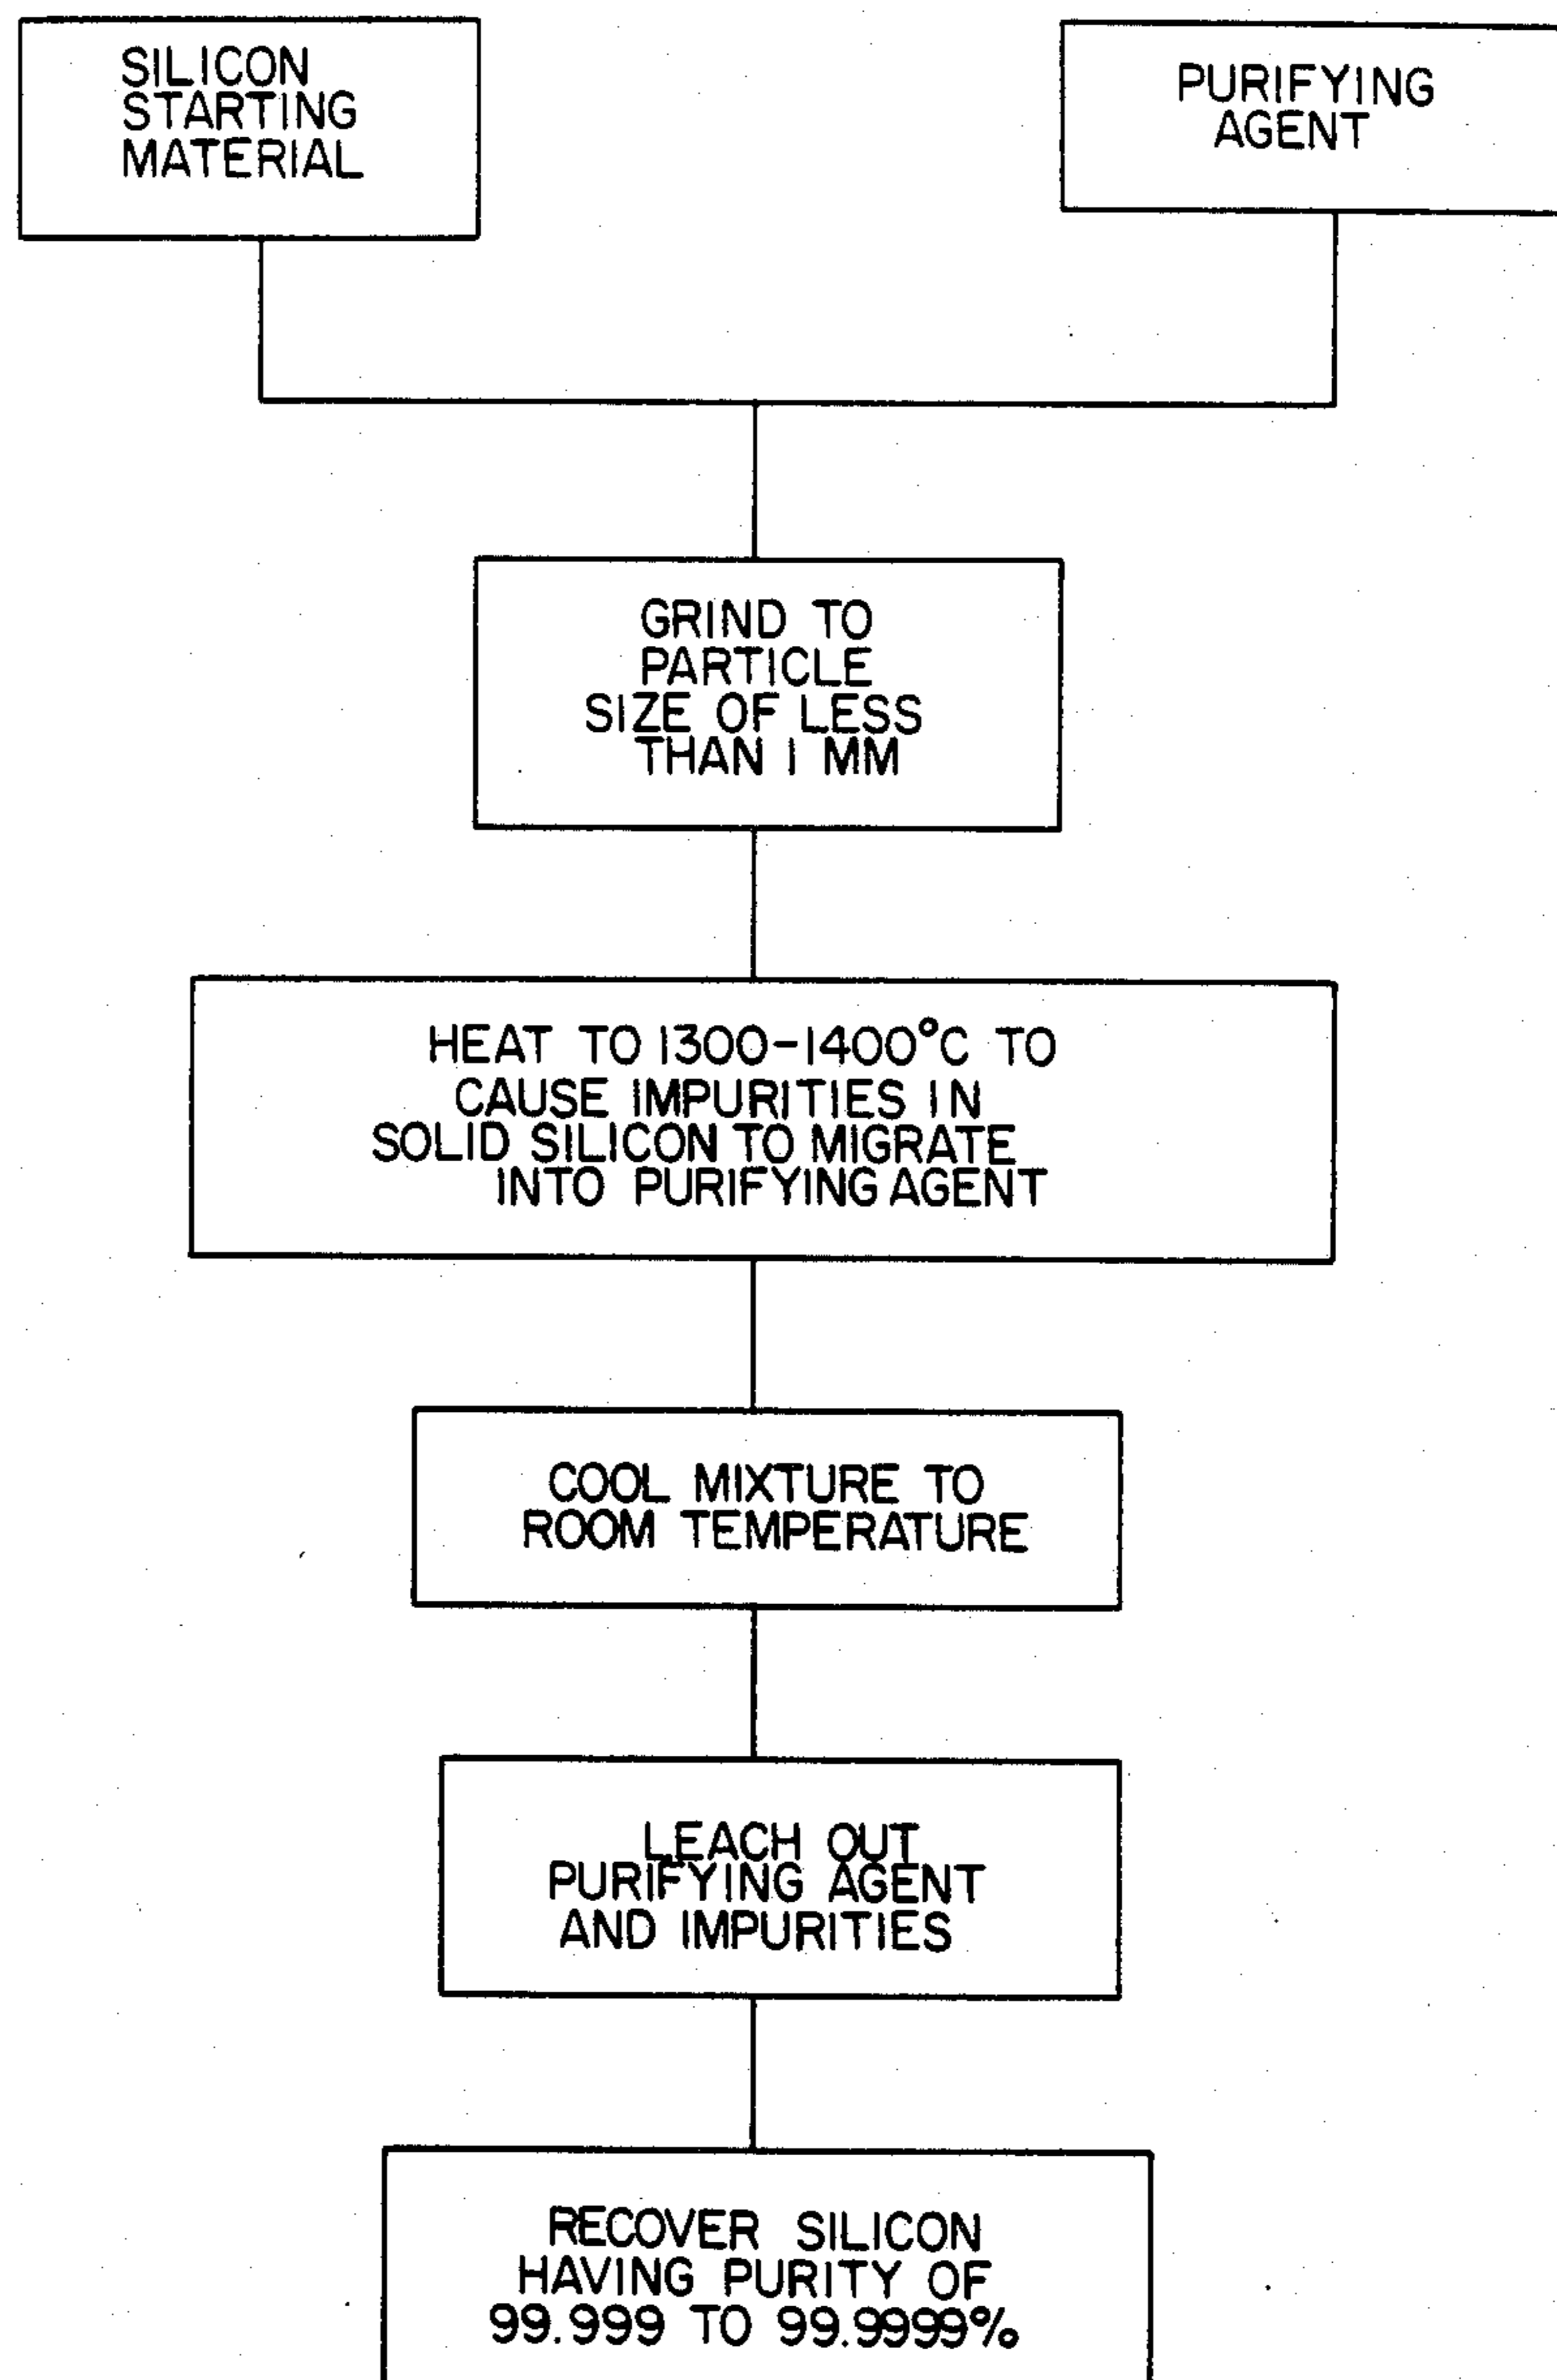 SILICON
STARTING
MATERIAL
PURIFYING
AGENT
GRIND TO
PARTICLE
SIZE OF LESS
THAN 1 MM
HEAT TO 1300-1400°C TO
CAUSE IMPURITIES IN
SOLID SILICON TO MIGRATE
INTO PURIFYING AGENT
COOL MIXTURE TO
ROOM TEMPERATURE
LEACH OUT
PURIFYING AGENT
AND IMPURITIES
RECOVER SILICON
HAVING PURITY OF
99.999 TO 99.9999%